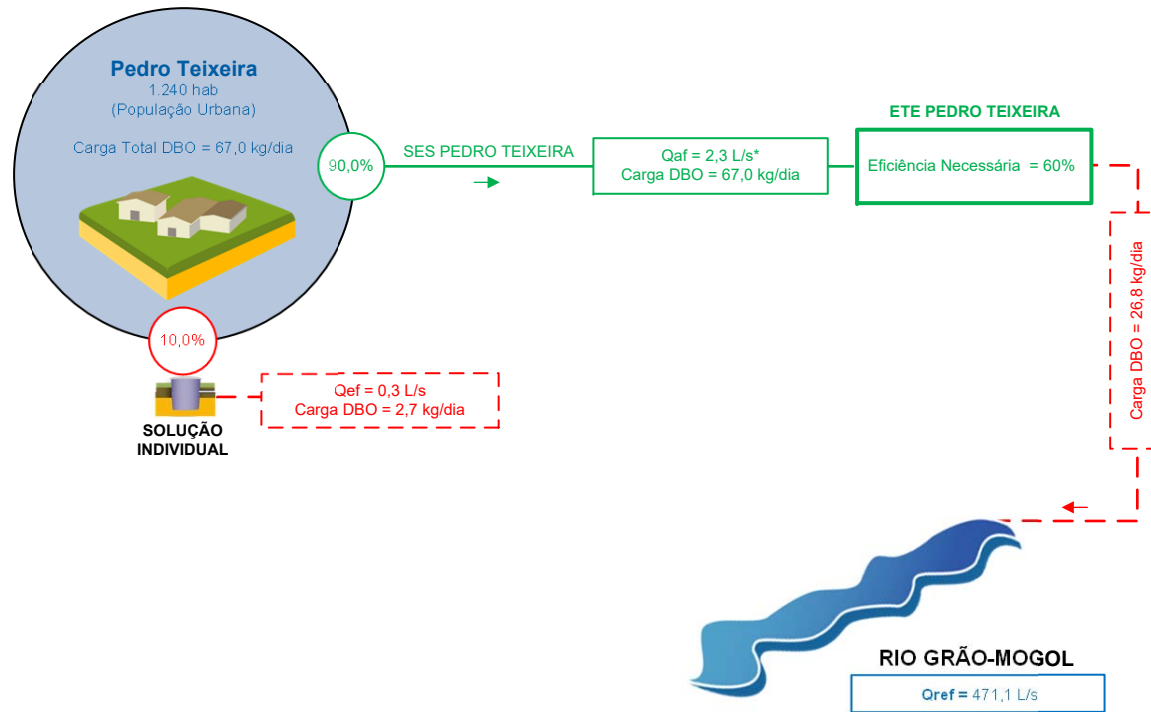 Pedro Teixeira
1.240 hab
(População Urbana)
Carga Total DBO = 67,0 kg/dia
90,0%
SES PEDRO TEIXEIRA
Qaf = 2,3 L/s*
Carga DBO = 67,0 kg/dia
ETE PEDRO TEIXEIRA
Eficiência Necessária = 60%
Carga DBO = 26,8 kg/dia
10,0%
Qef = 0,3 L/s
Carga DBO = 2,7 kg/dia
SOLUÇÃO
INDIVIDUAL
RIO GRÃO-MOGOL
Qref = 471,1 L/s